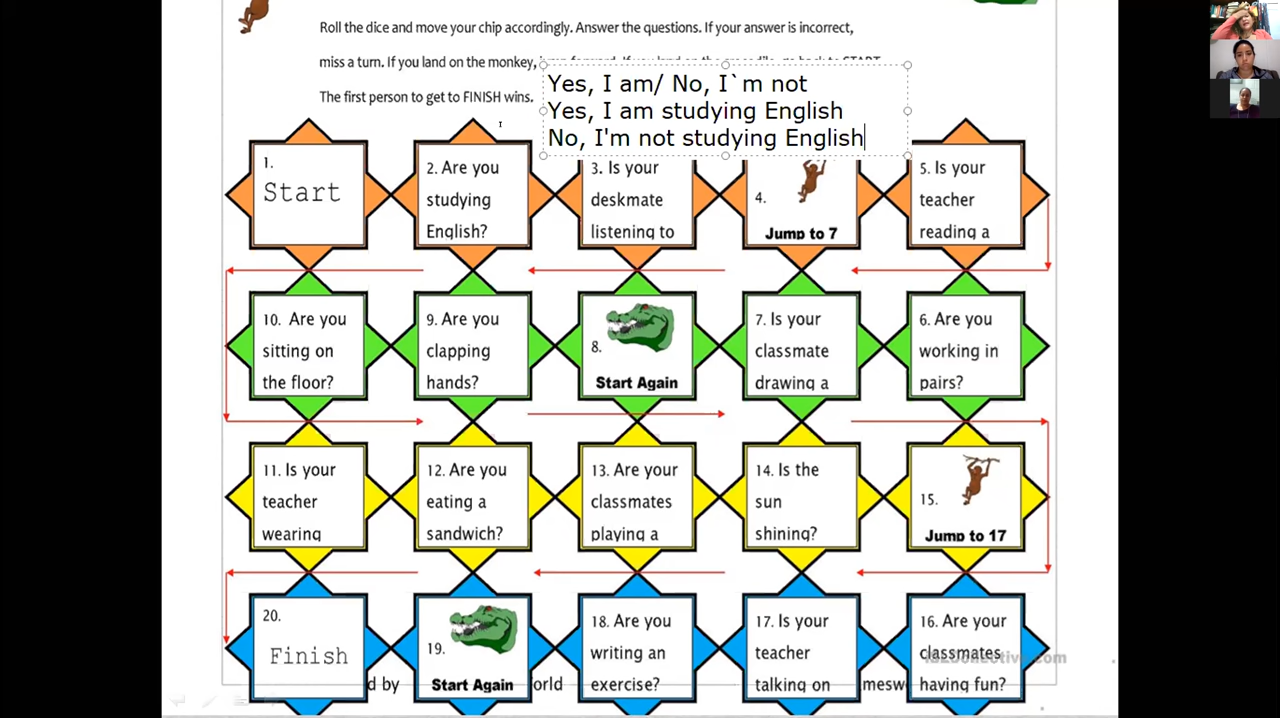 Roll the dice and move your chip accordingly. Answer the questions. If your answer is incorrect,
miss a turn. If you land on the monkey,
The first person to get to FINISH wins.
Yes, I am/ No, I`m not
Yes, I am studying English
No, I'm not studying English
1.
Start
2. Are you
studying
English?
3. Is your
deskmate
listening to
4.
Jump to 7
5. Is your
teacher
reading a
10. Are you
sitting on
the floor?
9. Are you
clapping
hands?
8.
Start Again
7. Is your
classmate
drawing a
6. Are you
working in
pairs?
11. Is your
teacher
wearing
12. Are you
eating a
sandwich?
13. Are your
classmates
playing a
14. Is the
sun
shining?
15.
Jump to 17
20.
Finish
19.
Start Again
18. Are you
writing an
exercise?
17. Is your
teacher
talking on
16. Are your
classmates
having fun?